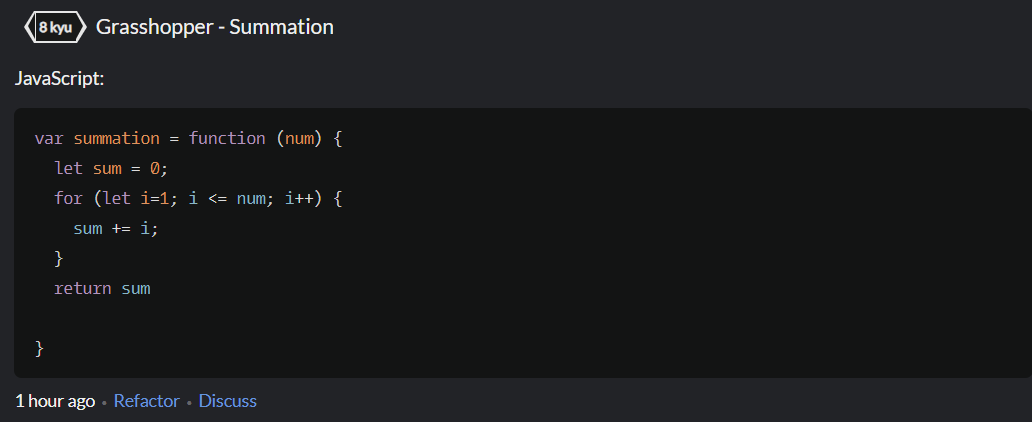 8 kyu Grasshopper - Summation
JavaScript:
var summation = function (num) {
  let sum = 0;
  for (let i=1; i <= num; i++) {
    sum += i;
  }
  return sum
}
1 hour ago • Refactor • Discuss